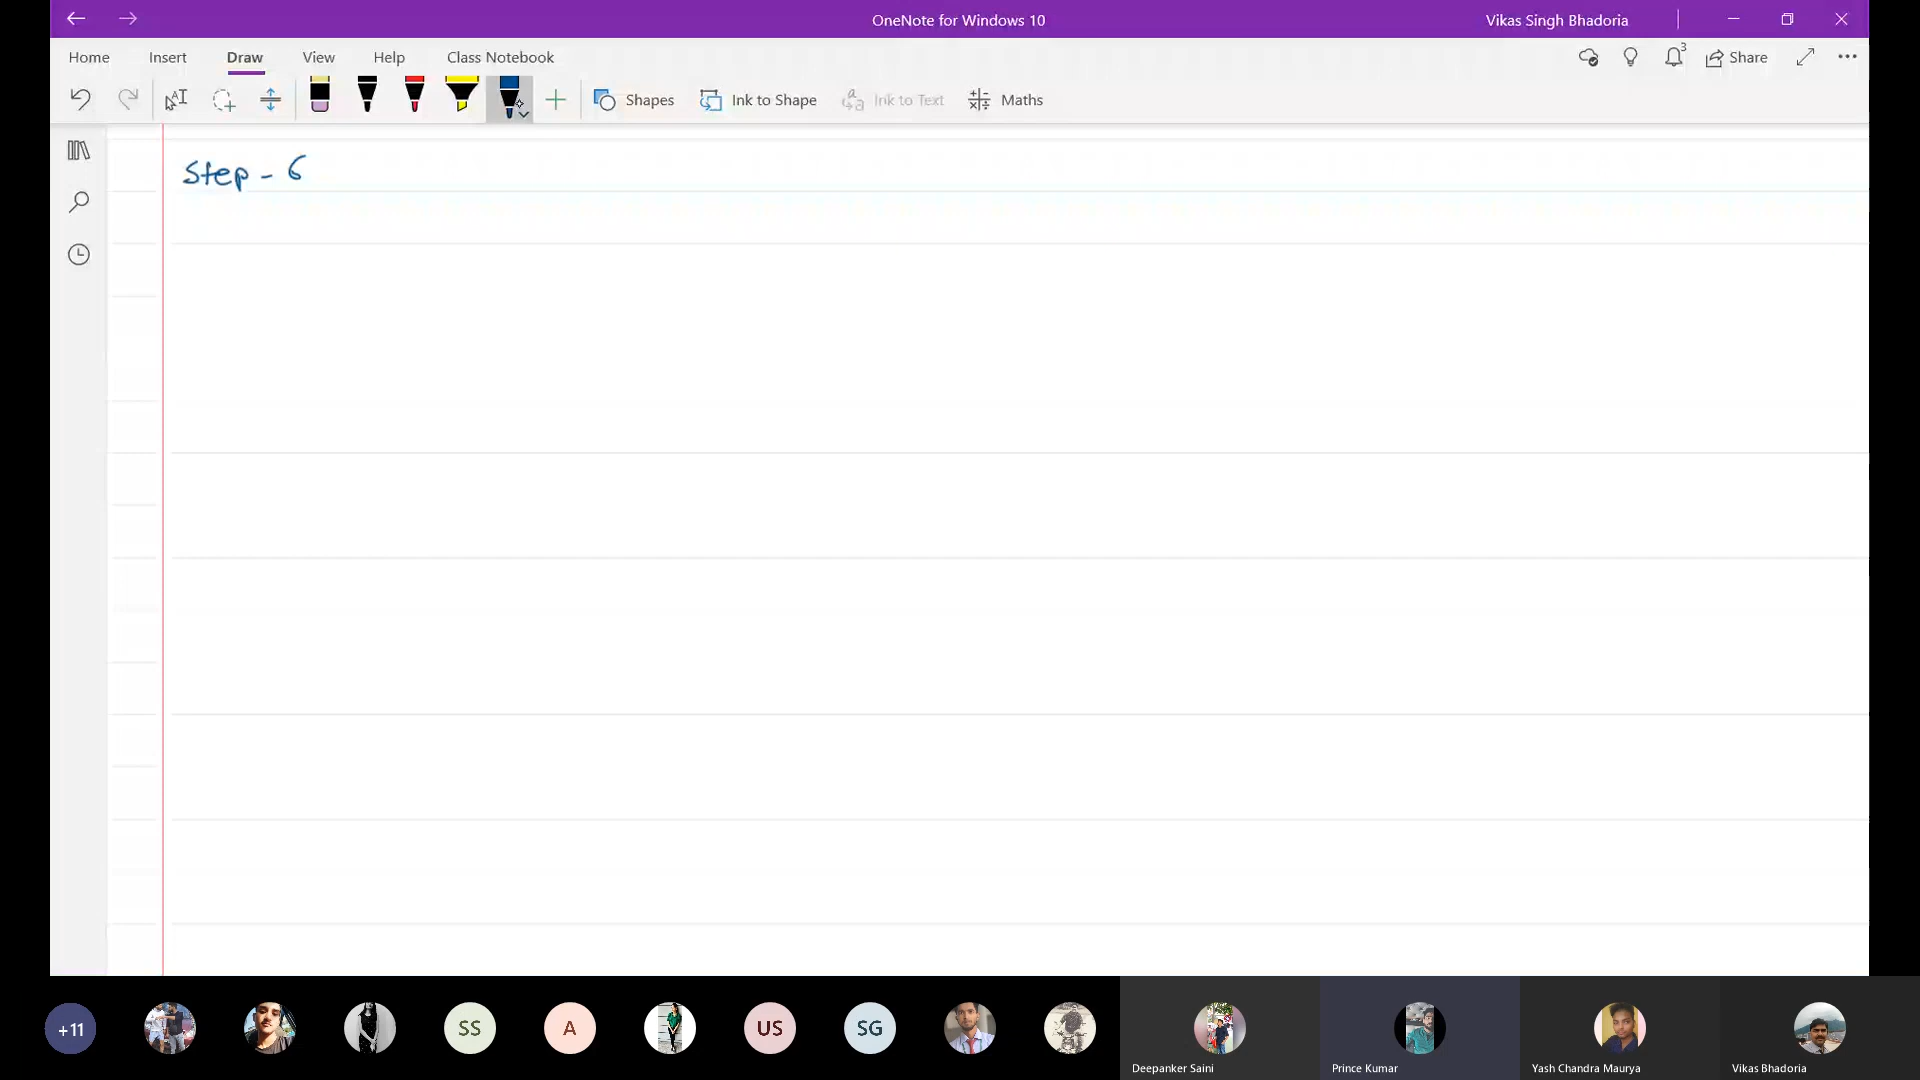 OneNote for Windows 10
Vikas Singh Bhadoria
Home Insert Draw View Help Class Notebook
3
Share
Shapes Ink to Shape Ink to Text Maths
Step - 6
+11 SS A US SG
Deepanker Saini Prince Kumar Yash Chandra Maurya Vikas Bhadoria